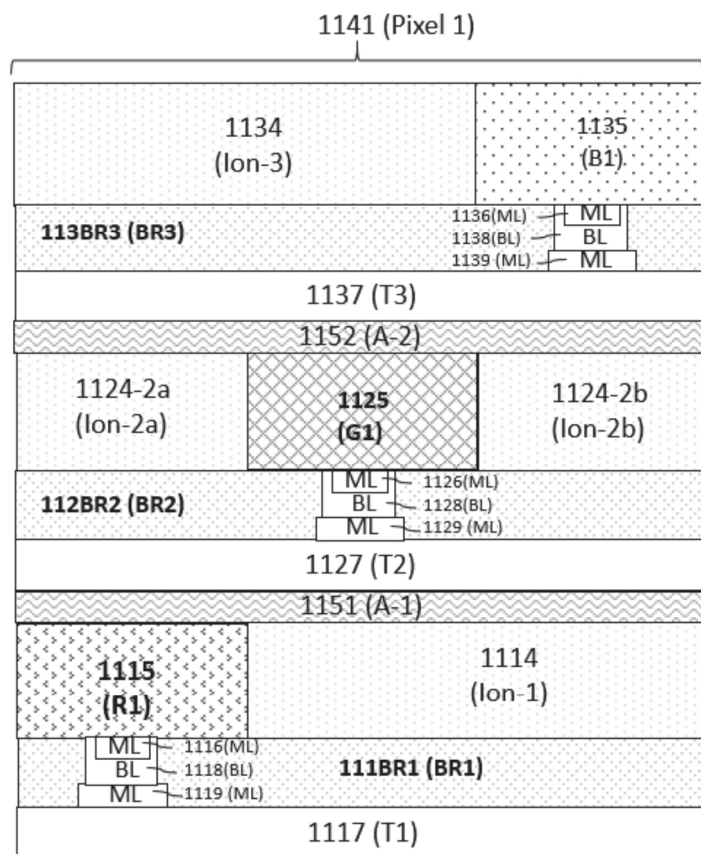 1141 (Pixel 1)
1134
(Ion-3)
1135
(B1)
113BR3 (BR3)
1136(ML)
ML
1138(BL)
BL
1139 (ML)
ML
1137 (T3)
1152 (A-2)
1124-2a
(Ion-2a)
1125
(G1)
1124-2b
(Ion-2b)
112BR2 (BR2)
ML
1126(ML)
BL
1128(BL)
ML
1129 (ML)
1127 (T2)
1151 (A-1)
1115
(R1)
1114
(Ion-1)
ML
1116(ML)
BL
1118(BL)
ML
1119 (ML)
111BR1 (BR1)
1117 (T1)